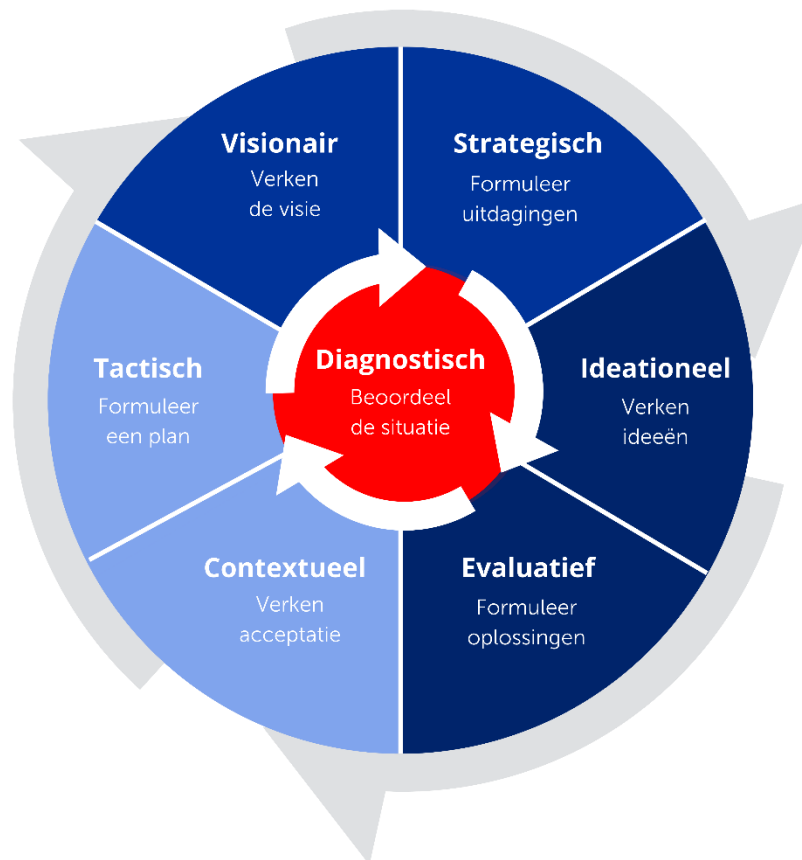 Visionair
Verken
de visie
Strategisch
Formuleer
uitdagingen
Ideationeel
Verken
ideeën
Evaluatief
Formuleer
oplossingen
Contextueel
Verken
acceptatie
Tactisch
Formuleer
een plan
Diagnostisch
Beoordeel
de situatie